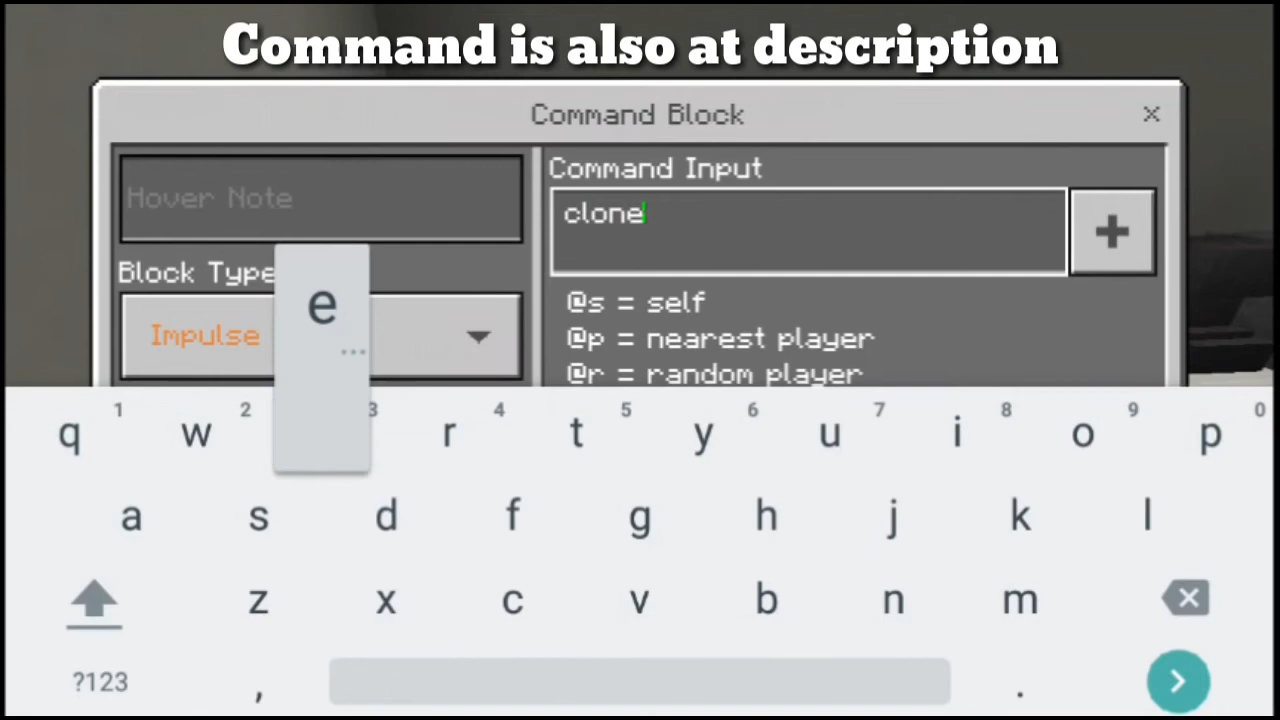 Command is also at description
Command Block
Hover Note
Command Input
clone
Block Type
Impulse
@s = self
@p = nearest player
@r = random player
e
...
1 2 3 4 5 6 7 8 9 0
q w r t y u i o p
a s d f g h j k l
z x c v b n m
?123 , .